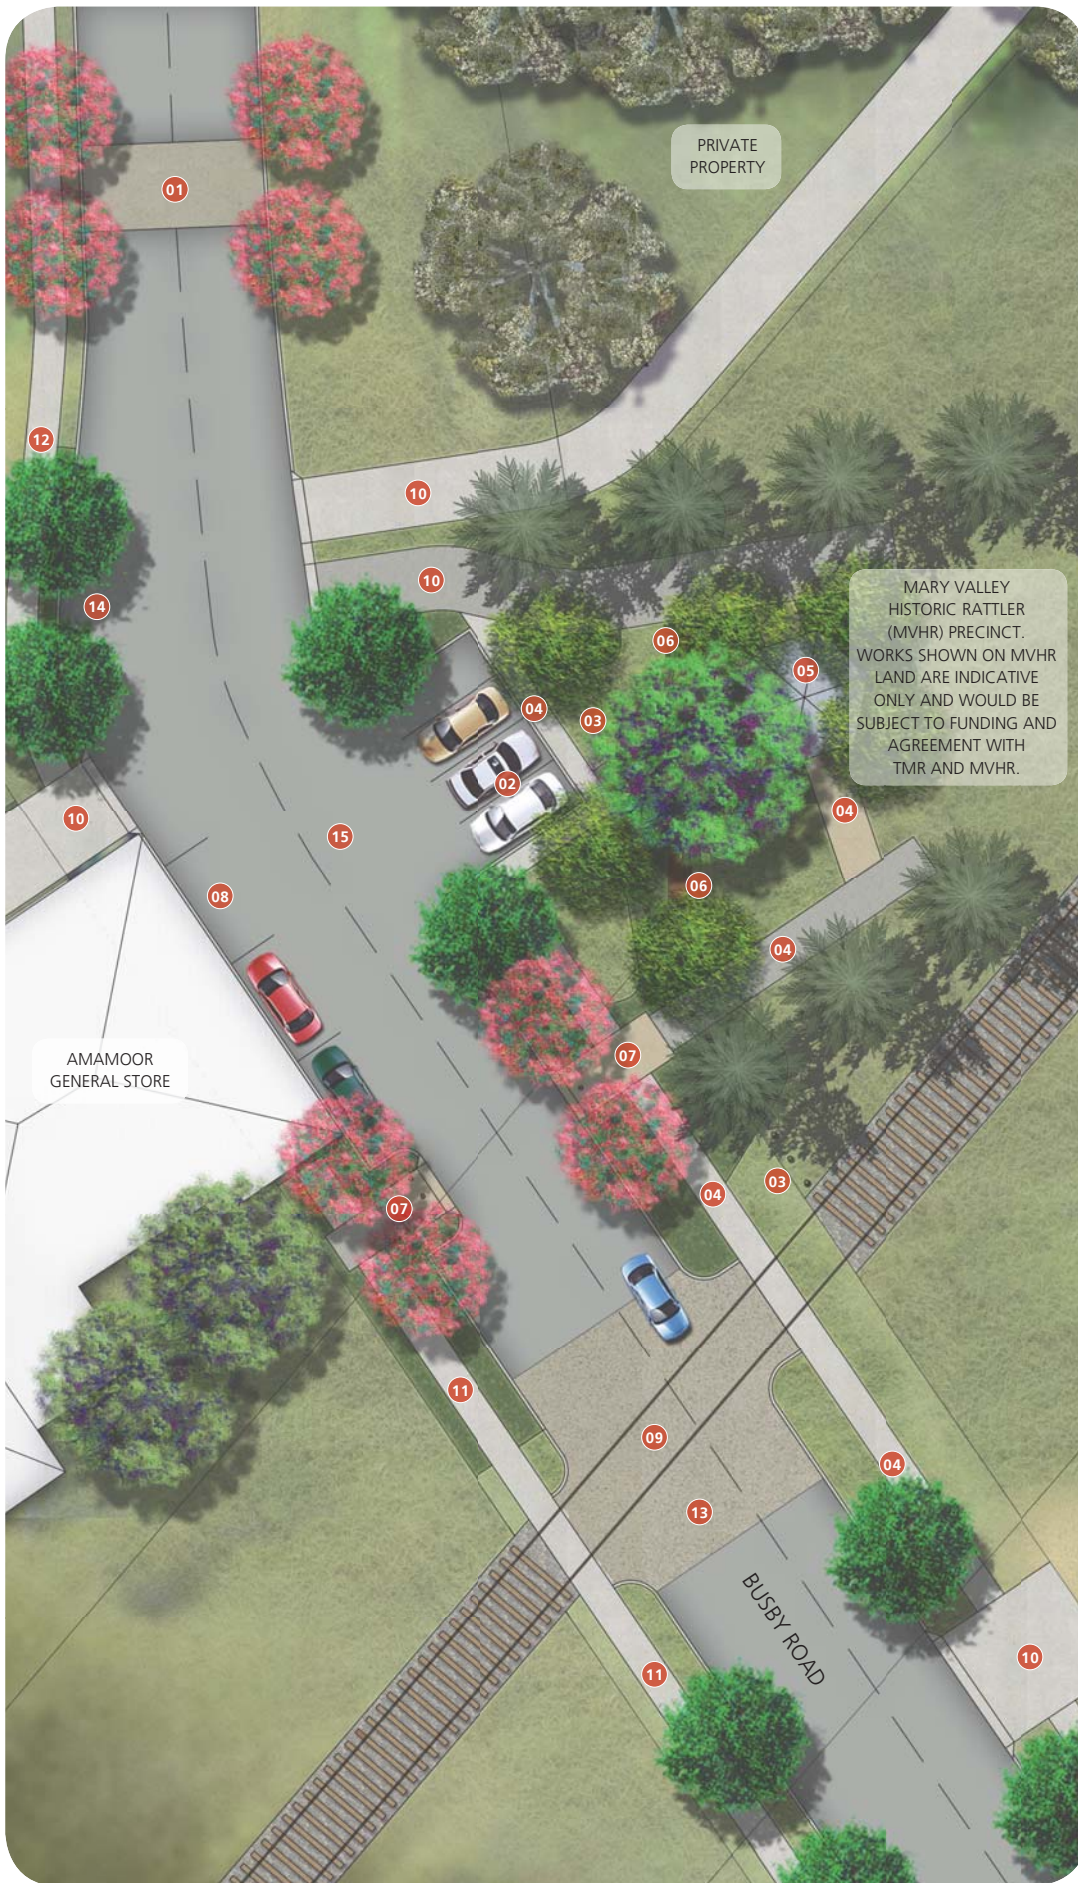 PRIVATE
PROPERTY
01
12
10
10
14
06
05
MARY VALLEY
HISTORIC RATTLER
(MVHR) PRECINCT.
WORKS SHOWN ON MVHR
LAND ARE INDICATIVE
ONLY AND WOULD BE
SUBJECT TO FUNDING AND
AGREEMENT WITH
TMR AND MVHR.
04
03
02
04
10
15
08
06
04
07
AMAMOOR
GENERAL STORE
03
04
07
11
09
04
13
BUSBY ROAD
10
11